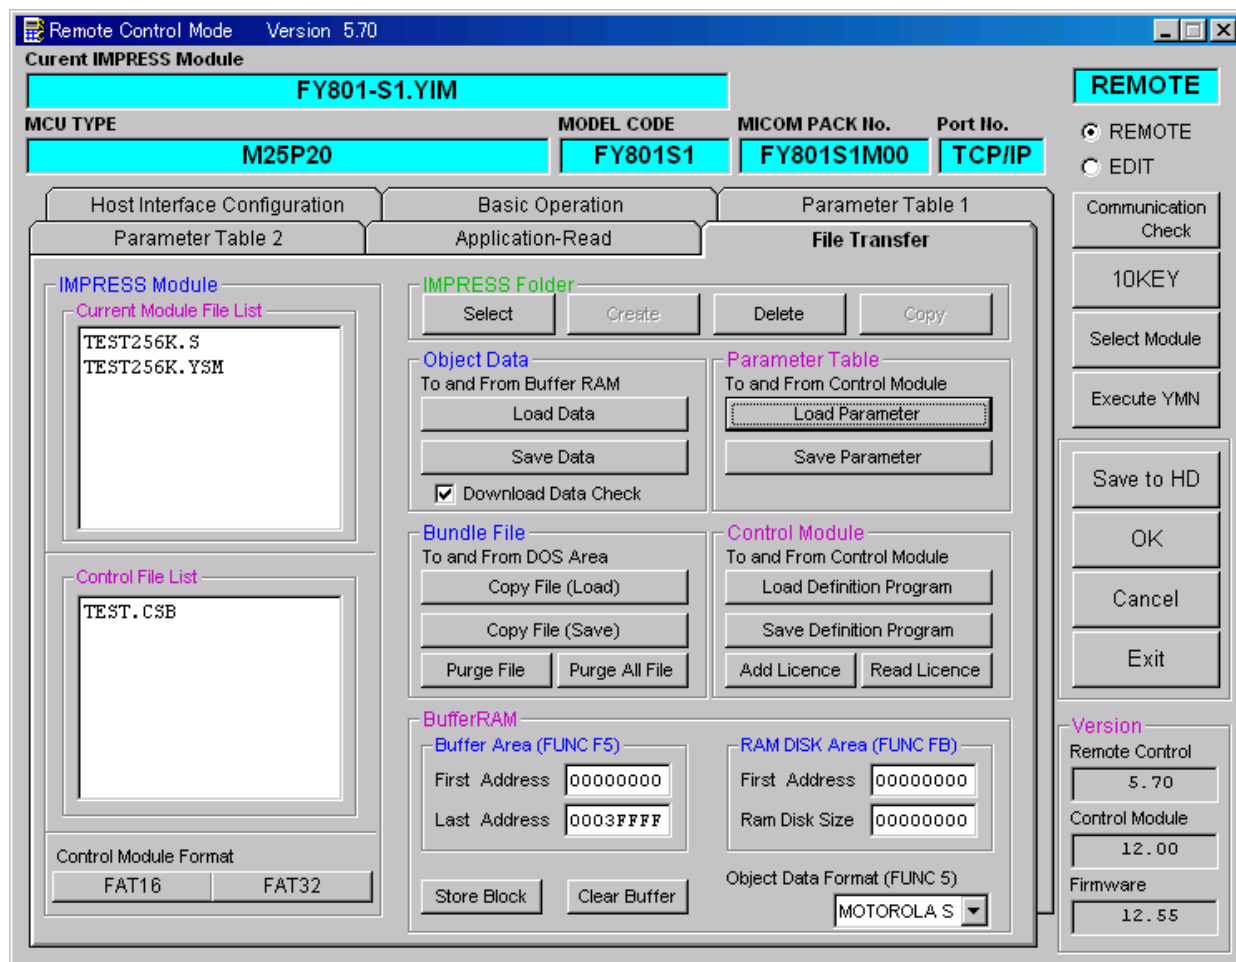 Remote Control Mode Version 5.70
Curent IMPRESS Module
FY801-S1.YIM
REMOTE
MCU TYPE
MODEL CODE
MICOM PACK No.
Port No.
M25P20
FY801S1
FY801S1M00
TCP/IP
REMOTE
EDIT
Host Interface Configuration
Basic Operation
Parameter Table 1
Parameter Table 2
Application-Read
File Transfer
IMPRESS Module
Current Module File List
TEST256K.S
TEST256K.YSM
Control File List
TEST.CSB
Control Module Format
FAT16
FAT32
IMPRESS Folder
Select
Create
Delete
Copy
Object Data
To and From Buffer RAM
Load Data
Save Data
Download Data Check
Parameter Table
To and From Control Module
Load Parameter
Save Parameter
Bundle File
To and From DOS Area
Copy File (Load)
Copy File (Save)
Purge File
Purge All File
Control Module
To and From Control Module
Load Definition Program
Save Definition Program
Add Licence
Read Licence
BufferRAM
Buffer Area (FUNC F5)
First Address 00000000
Last Address 0003FFFF
RAM DISK Area (FUNC FB)
First Address 00000000
Ram Disk Size 00000000
Store Block
Clear Buffer
Object Data Format (FUNC 5)
MOTOROLA S
Communication
Check
10KEY
Select Module
Execute YMN
Save to HD
OK
Cancel
Exit
Version
Remote Control
5.70
Control Module
12.00
Firmware
12.55